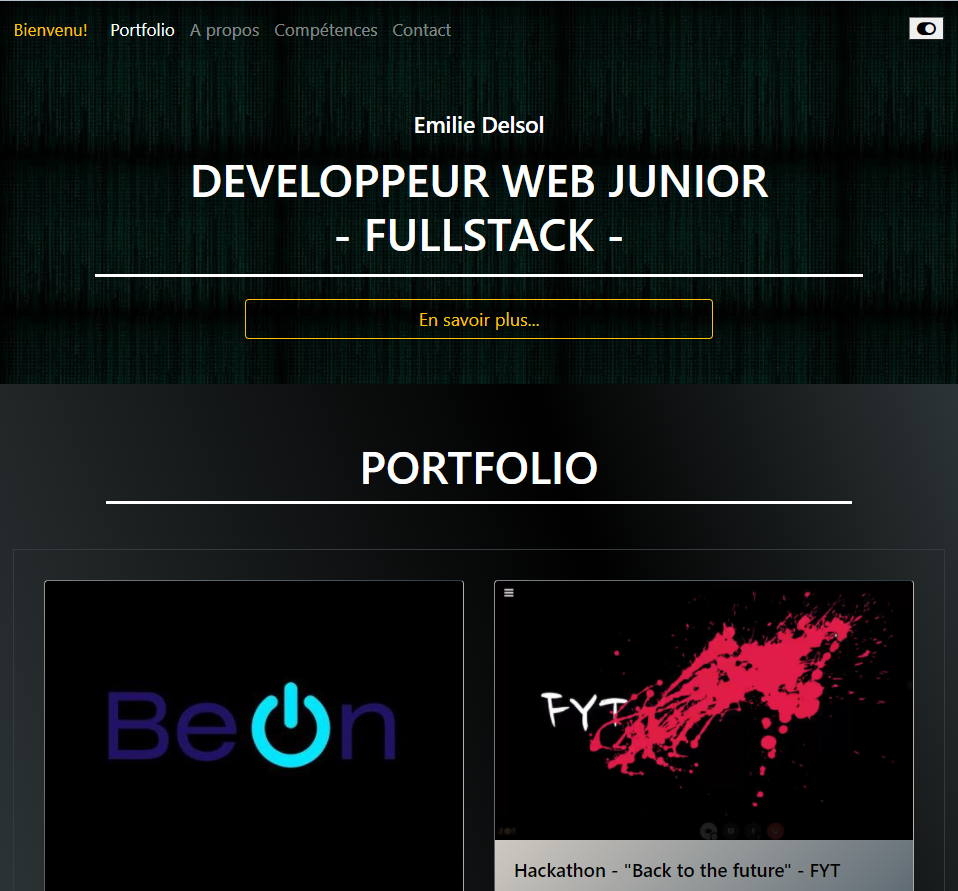 Bienvenu! Portfolio A propos Compétences Contact
Emilie Delsol
DEVELOPPEUR WEB JUNIOR
- FULLSTACK -
En savoir plus...
PORTFOLIO
BeOn
FYT
Hackathon - "Back to the future" - FYT